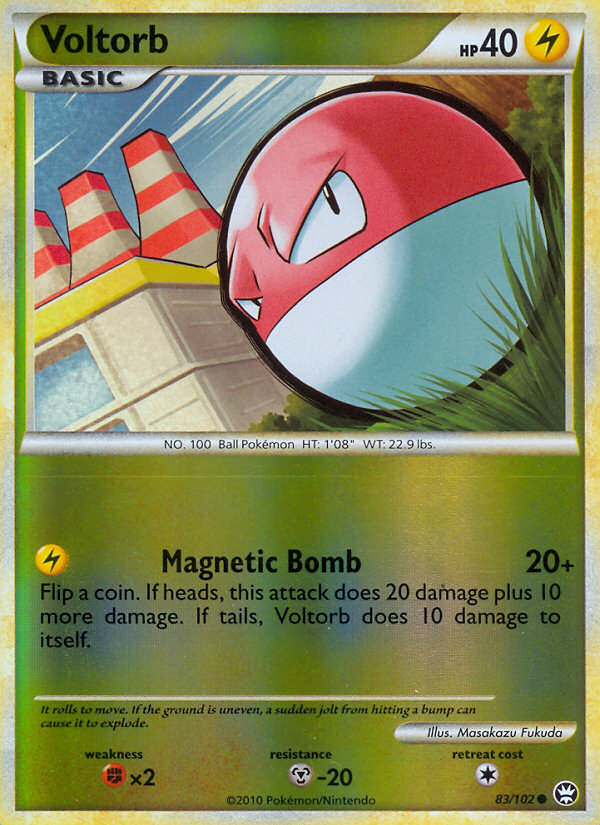 Voltorb
HP 40
BASIC
NO. 100 Ball Pokémon HT: 1'08" WT: 22.9 lbs.
Magnetic Bomb 20+
Flip a coin. If heads, this attack does 20 damage plus 10
more damage. If tails, Voltorb does 10 damage to
itself.
It rolls to move. If the ground is uneven, a sudden jolt from hitting a bump can
cause it to explode.
Illus. Masakazu Fukuda
weakness resistance retreat cost
×2 -20
©2010 Pokémon/Nintendo 83/102